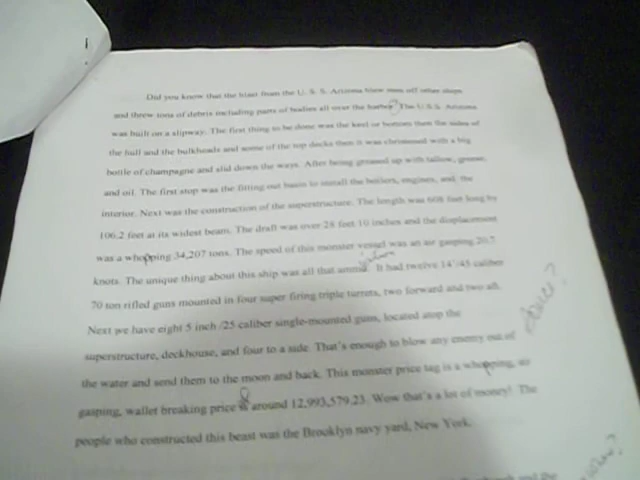 Did you know that the blast from the U. S. S. Arizona blew men off other ships
and threw tons of debris including parts of bodies all over the harbor? The U.S.S. Arizona
was built on a slipway. The first thing to be done was the keel or bottom then the sides of
the hull and the bulkheads and some of the top decks then it was christened with a big
bottle of champagne and slid down the ways. After being greased up with tallow, grease,
and oil. The first stop was the fitting out basin to install the boilers, engines, and, the
interior. Next was the construction of the superstructure. The length was 608 feet long by
106.2 feet at its widest beam. The draft was over 28 feet 10 inches and the displacement
was a whopping 34,207 tons. The speed of this monster vessel was an air gasping 20.7
knots. The unique thing about this ship was all that ammo. It had twelve 14"/45 caliber
70 ton rifled guns mounted in four super firing triple turrets, two forward and two aft.
Next we have eight 5 inch /25 caliber single-mounted guns, located atop the
superstructure, deckhouse, and four to a side. That's enough to blow any enemy out of
the water and send them to the moon and back. This monster price tag is a whopping, air
gasping, wallet breaking price around 12,993,579.23. Wow that's a lot of money! The
people who constructed this beast was the Brooklyn navy yard, New York.